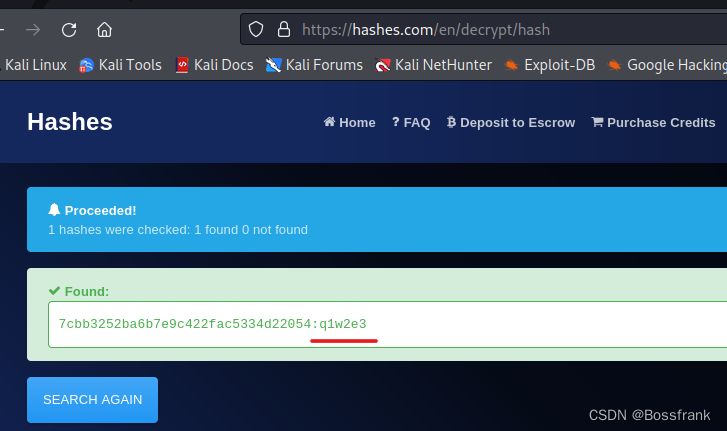 https://hashes.com/en/decrypt/hash
Kali Linux Kali Tools Kali Docs Kali Forums Kali NetHunter Exploit-DB Google Hacking
Hashes Home FAQ Deposit to Escrow Purchase Credits
Proceeded!
1 hashes were checked: 1 found 0 not found
Found:
7cbb3252ba6b7e9c422fac5334d22054:q1w2e3
SEARCH AGAIN
CSDN @Bossfrank